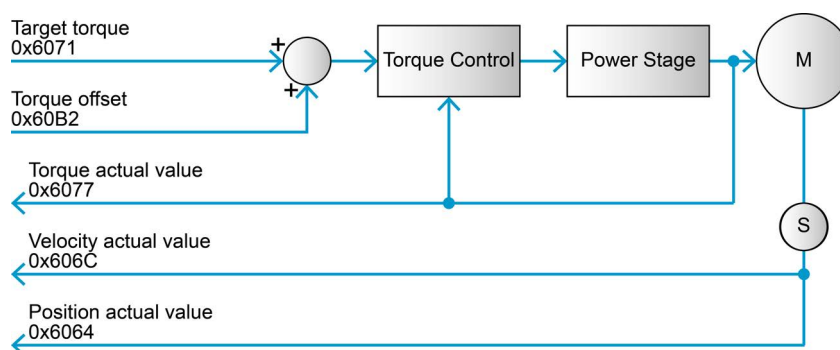 Target torque
0x6071
+
Torque Control
Power Stage
M
+
Torque offset
0x60B2
Torque actual value
0x6077
S
Velocity actual value
0x606C
Position actual value
0x6064